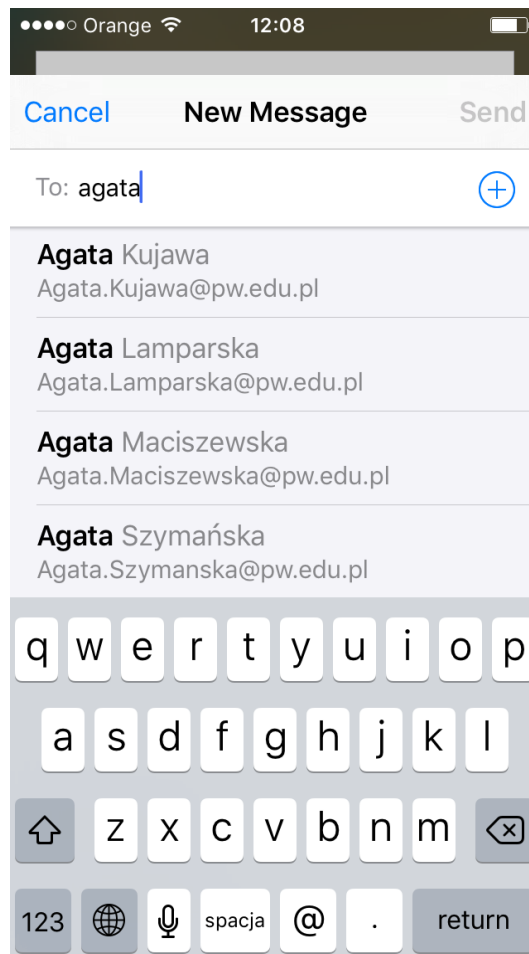 Orange 12:08
Cancel New Message Send
To: agata
Agata Kujawa
Agata.Kujawa@pw.edu.pl
Agata Lamparska
Agata.Lamparska@pw.edu.pl
Agata Maciszewska
Agata.Maciszewska@pw.edu.pl
Agata Szymańska
Agata.Szymanska@pw.edu.pl
q w e r t y u i o p
a s d f g h j k l
z x c v b n m
123 spacja @ . return